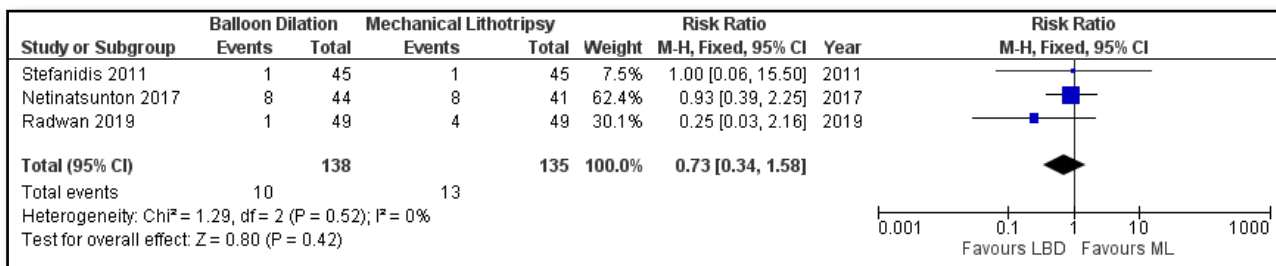 Balloon Dilation Mechanical Lithotripsy Risk Ratio Risk Ratio
Study or Subgroup Events Total Events Total Weight M-H, Fixed, 95% CI Year M-H, Fixed, 95% CI
Stefanidis 2011 1 45 1 45 7.5% 1.00 [0.06, 15.50] 2011
Netinatsunton 2017 8 44 8 41 62.4% 0.93 [0.39, 2.25] 2017
Radwan 2019 1 49 4 49 30.1% 0.25 [0.03, 2.16] 2019
Total (95% CI) 138 135 100.0% 0.73 [0.34, 1.58]
Total events 10 13
Heterogeneity: Chi² = 1.29, df = 2 (P = 0.52); I² = 0%
Test for overall effect: Z = 0.80 (P = 0.42)
0.001 0.1 1 10 1000
Favours LBD Favours ML